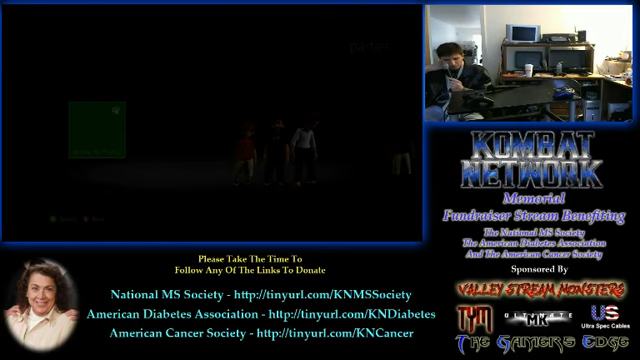 KOMBAT
NETWORK
Memorial
Fundraiser Stream Benefiting
The National MS Society
The American Diabetes Association
And The American Cancer Society
Sponsored By
VALLEY STREAM MONSTERS
TYM
ULTIMATE
MK
US
Ultra Spec Cables
The Gamer's Edge
Please Take The Time To
Follow Any Of The Links To Donate
National MS Society - http://tinyurl.com/KNMSSociety
American Diabetes Association - http://tinyurl.com/KNDiabetes
American Cancer Society - http://tinyurl.com/KNCancer